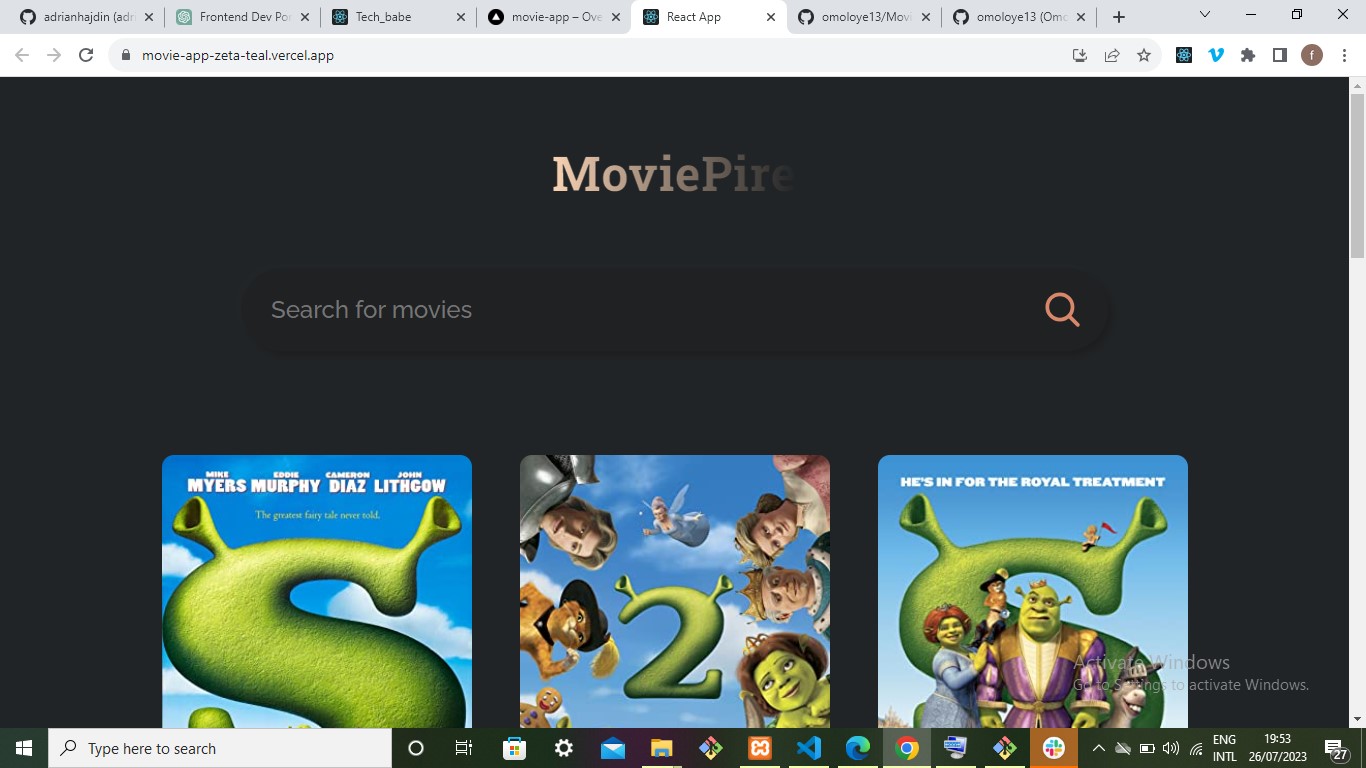 adrianhajdin (adri
Frontend Dev Por
Tech_babe
movie-app – Ove
React App
omoloye13/Movi
omoloye13 (Omo
movie-app-zeta-teal.vercel.app
f
MoviePire
Search for movies
MIKE MYERS EDDIE MURPHY CAMERON DIAZ JOHN LITHGOW
The greatest fairy tale never told.
2
HE'S IN FOR THE ROYAL TREATMENT
Activate Windows
Go to Settings to activate Windows.
Type here to search
ENG
INTL
19:53
26/07/2023
27